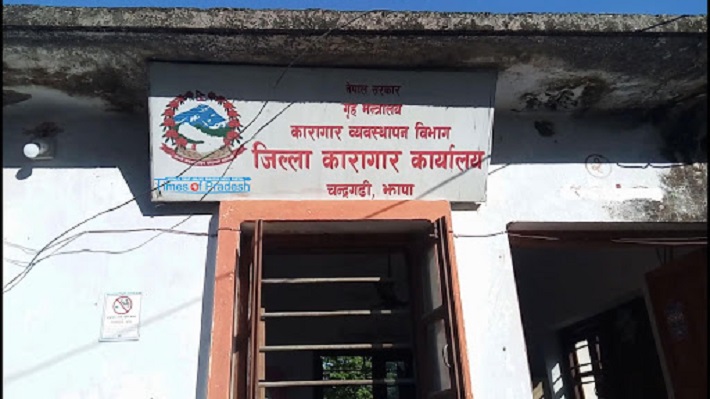 नेपाल सरकार
गृह मन्त्रालय
कारागार व्यवस्थापन विभाग
जिल्ला कारागार कार्यालय
चन्द्रगढी, झापा
Times of Pradesh